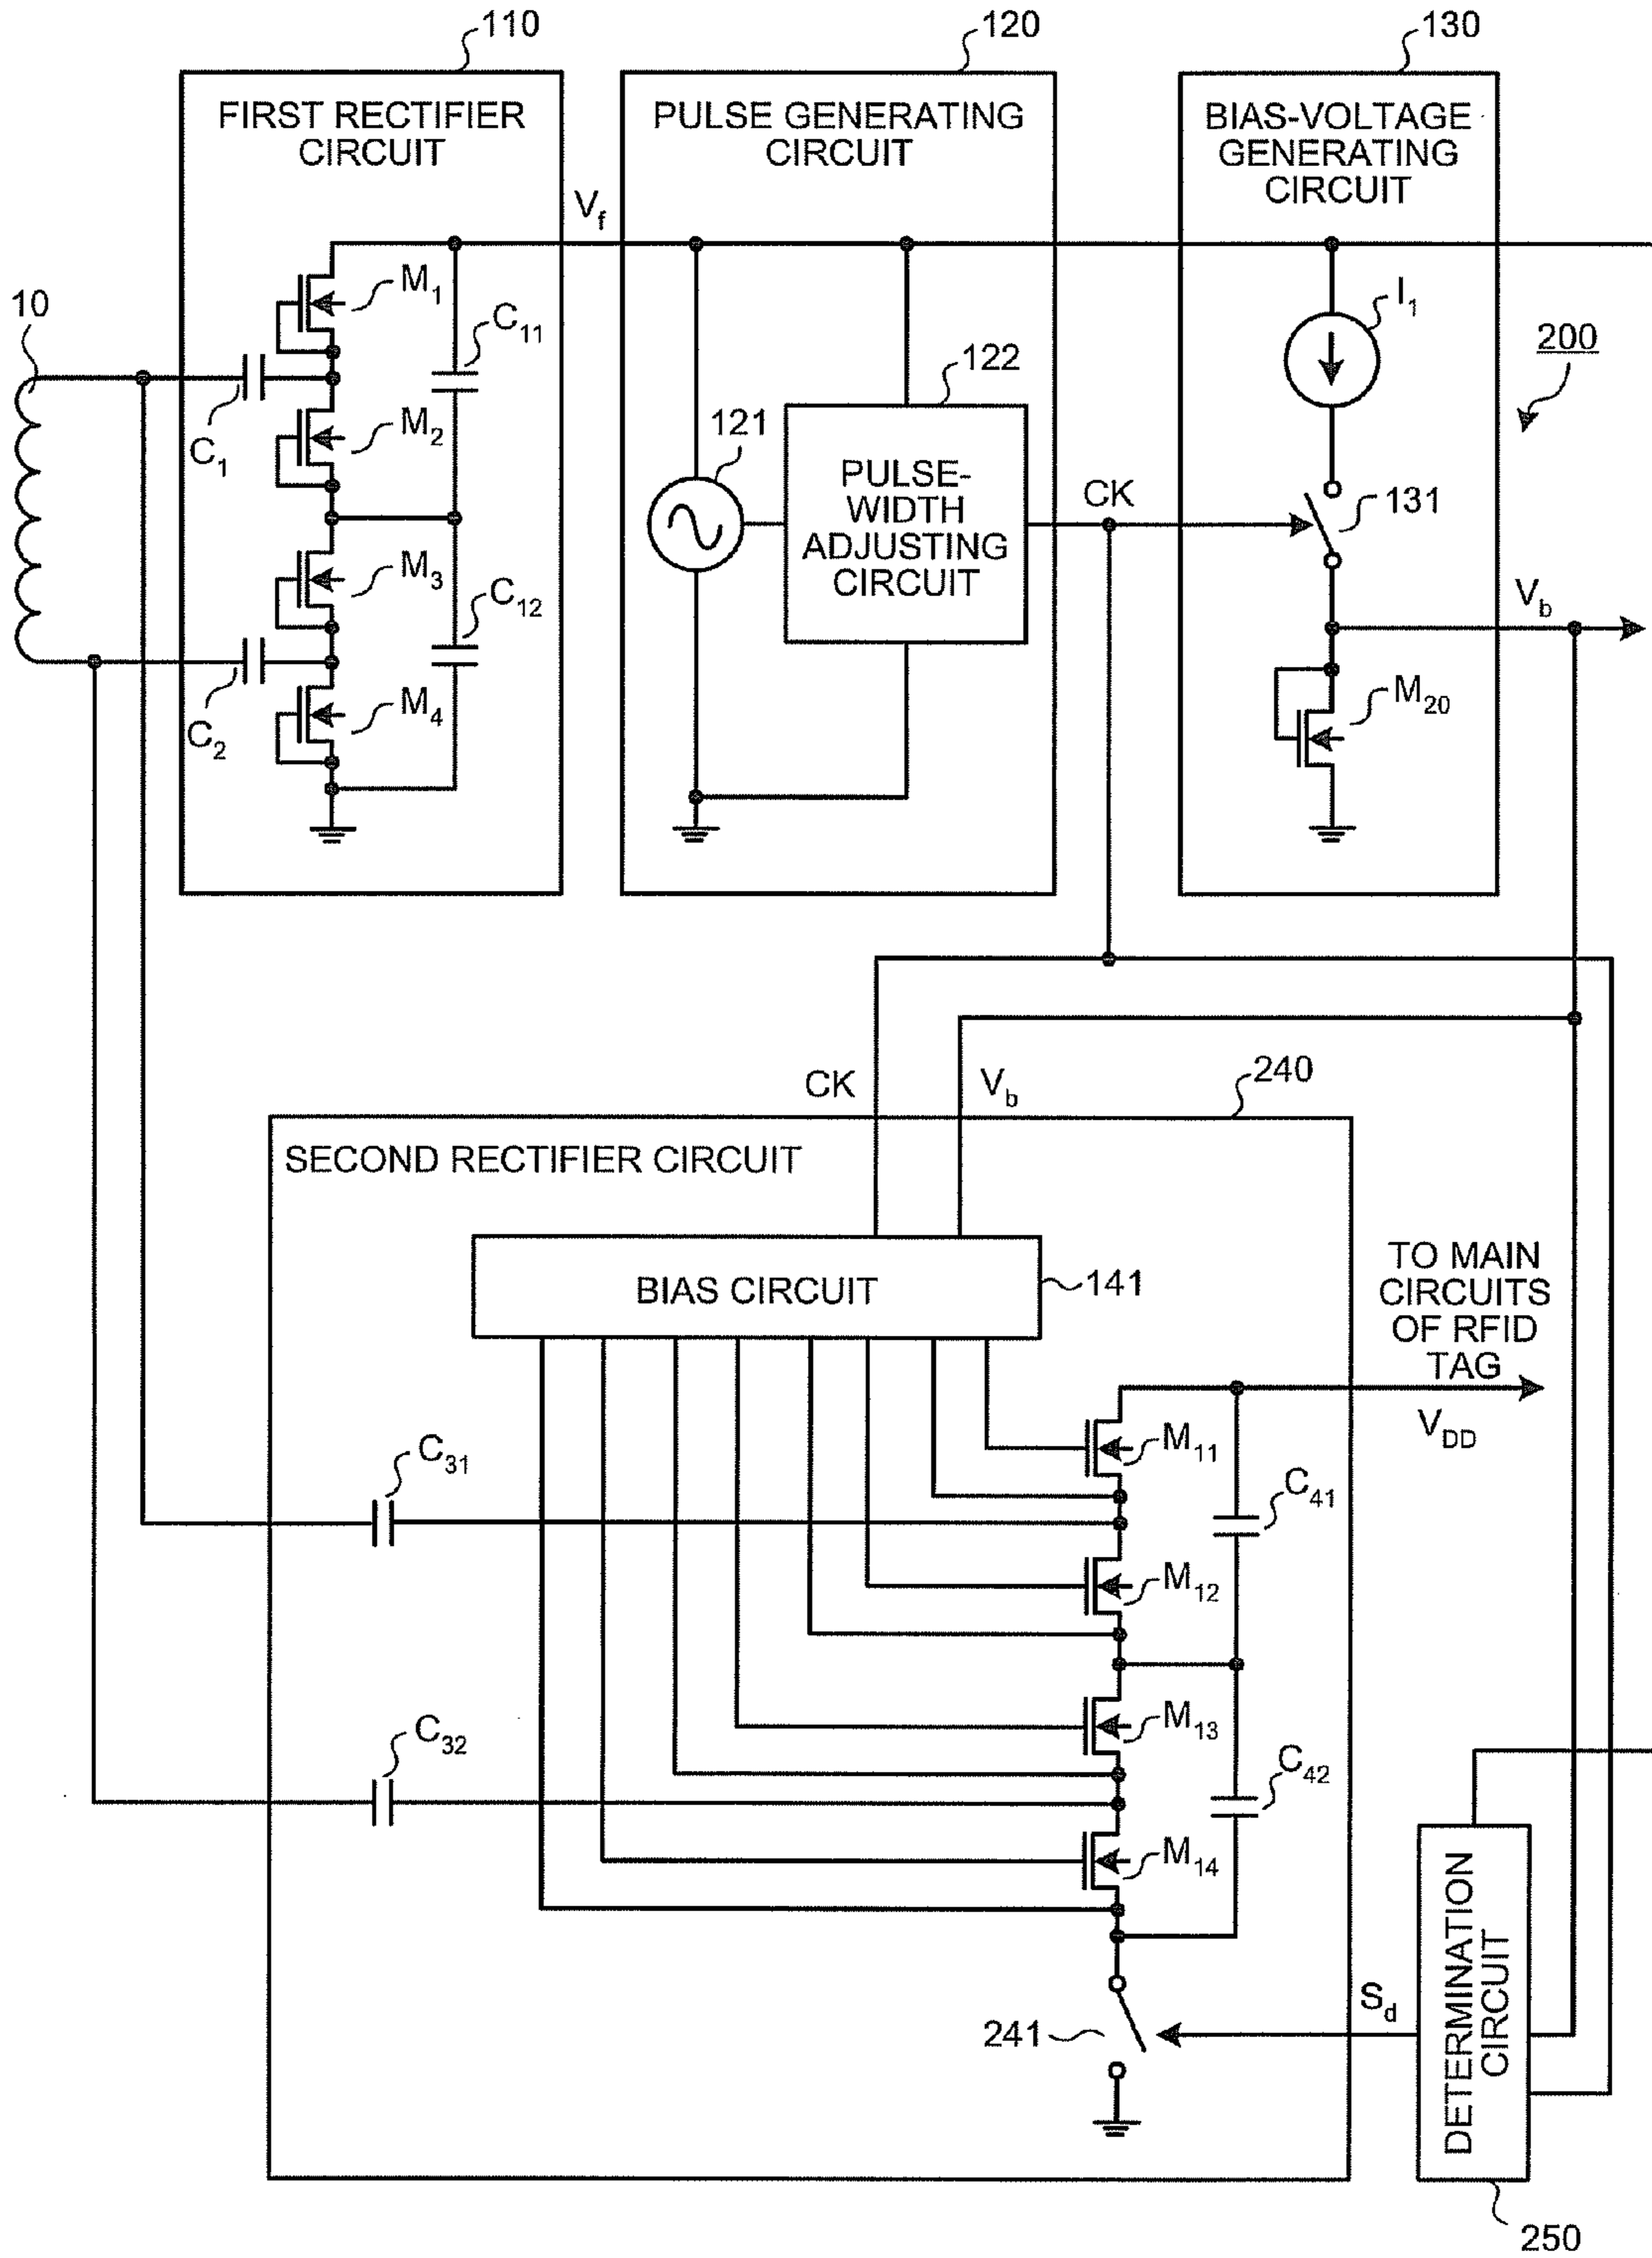 110
120
130
FIRST RECTIFIER
CIRCUIT
PULSE GENERATING
CIRCUIT
BIAS-VOLTAGE
GENERATING
CIRCUIT
Vf
10
M1
C11
I1
200
122
C1
M2
121
PULSE-
WIDTH
ADJUSTING
CIRCUIT
CK
131
M3
C12
Vb
C2
M4
M20
CK
Vb
240
SECOND RECTIFIER CIRCUIT
BIAS CIRCUIT
141
TO MAIN
CIRCUITS
OF RFID
TAG
VDD
C31
M11
C41
M12
C32
M13
C42
M14
DETERMINATION
CIRCUIT
Sd
241
250